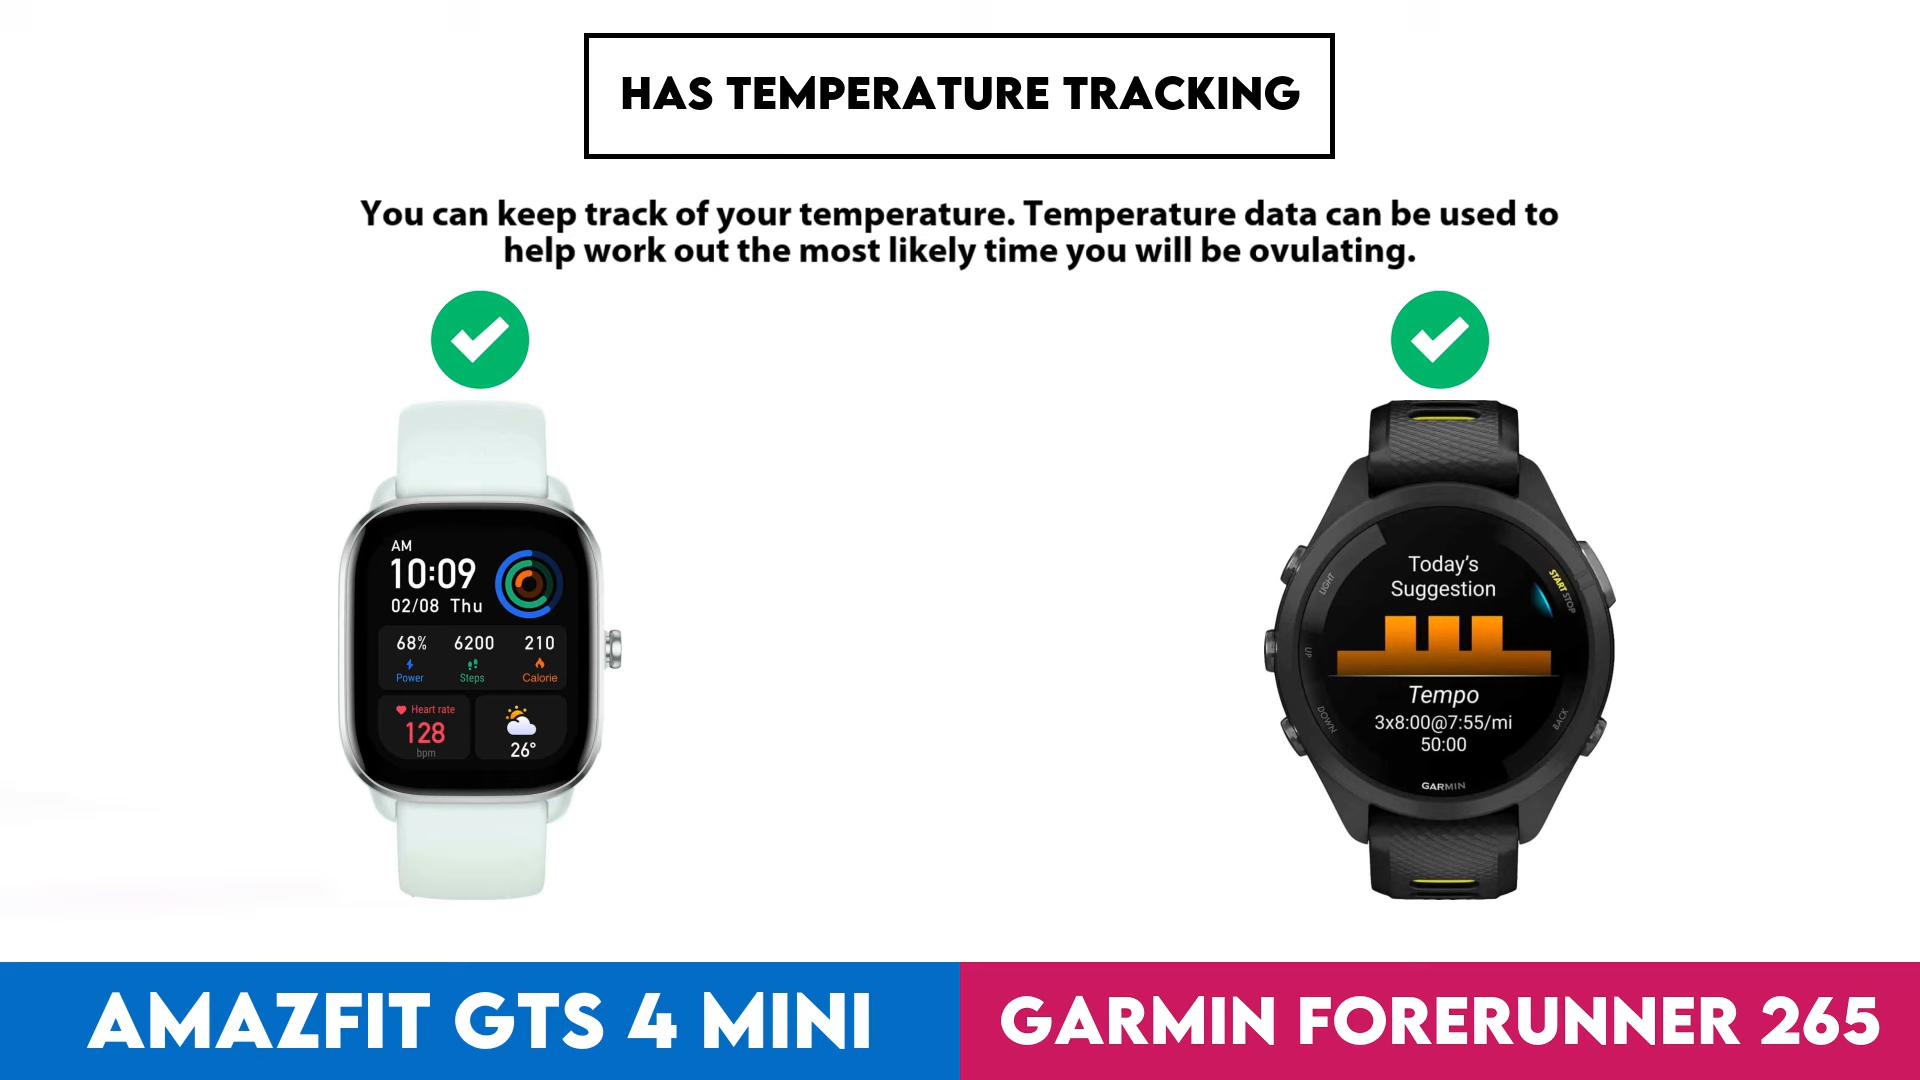 HAS TEMPERATURE TRACKING
You can keep track of your temperature. Temperature data can be used to
help work out the most likely time you will be ovulating.
AM
10:09
02/08 Thu
68% 6200 210
Power Steps Calorie
Heart rate
128
bpm
26°
LIGHT
START STOP
UP
DOWN
BACK
Today's
Suggestion
Tempo
3x8:00@7:55/mi
50:00
GARMIN
AMAZFIT GTS 4 MINI
GARMIN FORERUNNER 265